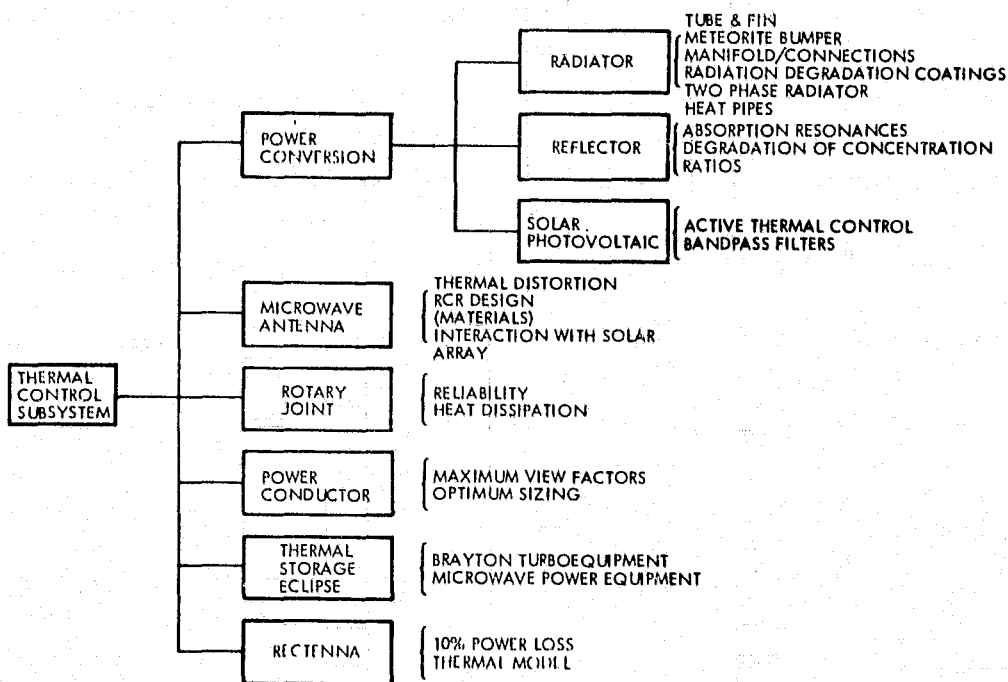 THERMAL
CONTROL
SUBSYSTEM
POWER
CONVERSION
RADIATOR
TUBE & FIN
METEORITE BUMPER
MANIFOLD/CONNECTIONS
RADIATION DEGRADATION COATINGS
TWO PHASE RADIATOR
HEAT PIPES
REFLECTOR
ABSORPTION RESONANCES
DEGRADATION OF CONCENTRATION
RATIOS
SOLAR
PHOTOVOLTAIC
ACTIVE THERMAL CONTROL
BANDPASS FILTERS
MICROWAVE
ANTENNA
THERMAL DISTORTION
RCR DESIGN
(MATERIALS)
INTERACTION WITH SOLAR
ARRAY
ROTARY
JOINT
RELIABILITY
HEAT DISSIPATION
POWER
CONDUCTOR
MAXIMUM VIEW FACTORS
OPTIMUM SIZING
THERMAL
STORAGE
ECLIPSE
BRAYTON TURBOEQUIPMENT
MICROWAVE POWER EQUIPMENT
RECTENNA
10% POWER LOSS
THERMAL MODEL